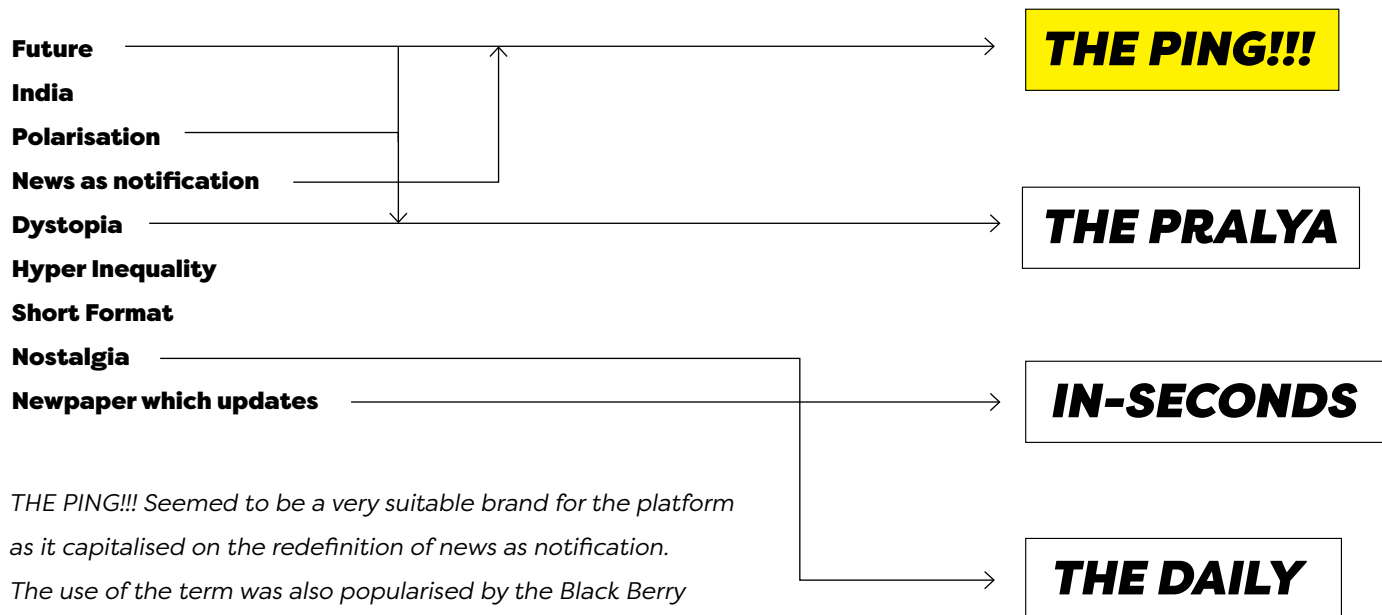 Future
India
Polarisation
News as notification
Dystopia
Hyper Inequality
Short Format
Nostalgia
Newpaper which updates
THE PING!!! Seemed to be a very suitable brand for the platform
as it capitalised on the redefinition of news as notification.
The use of the term was also popularised by the Black Berry
THE PING!!!
THE PRALYA
IN-SECONDS
THE DAILY